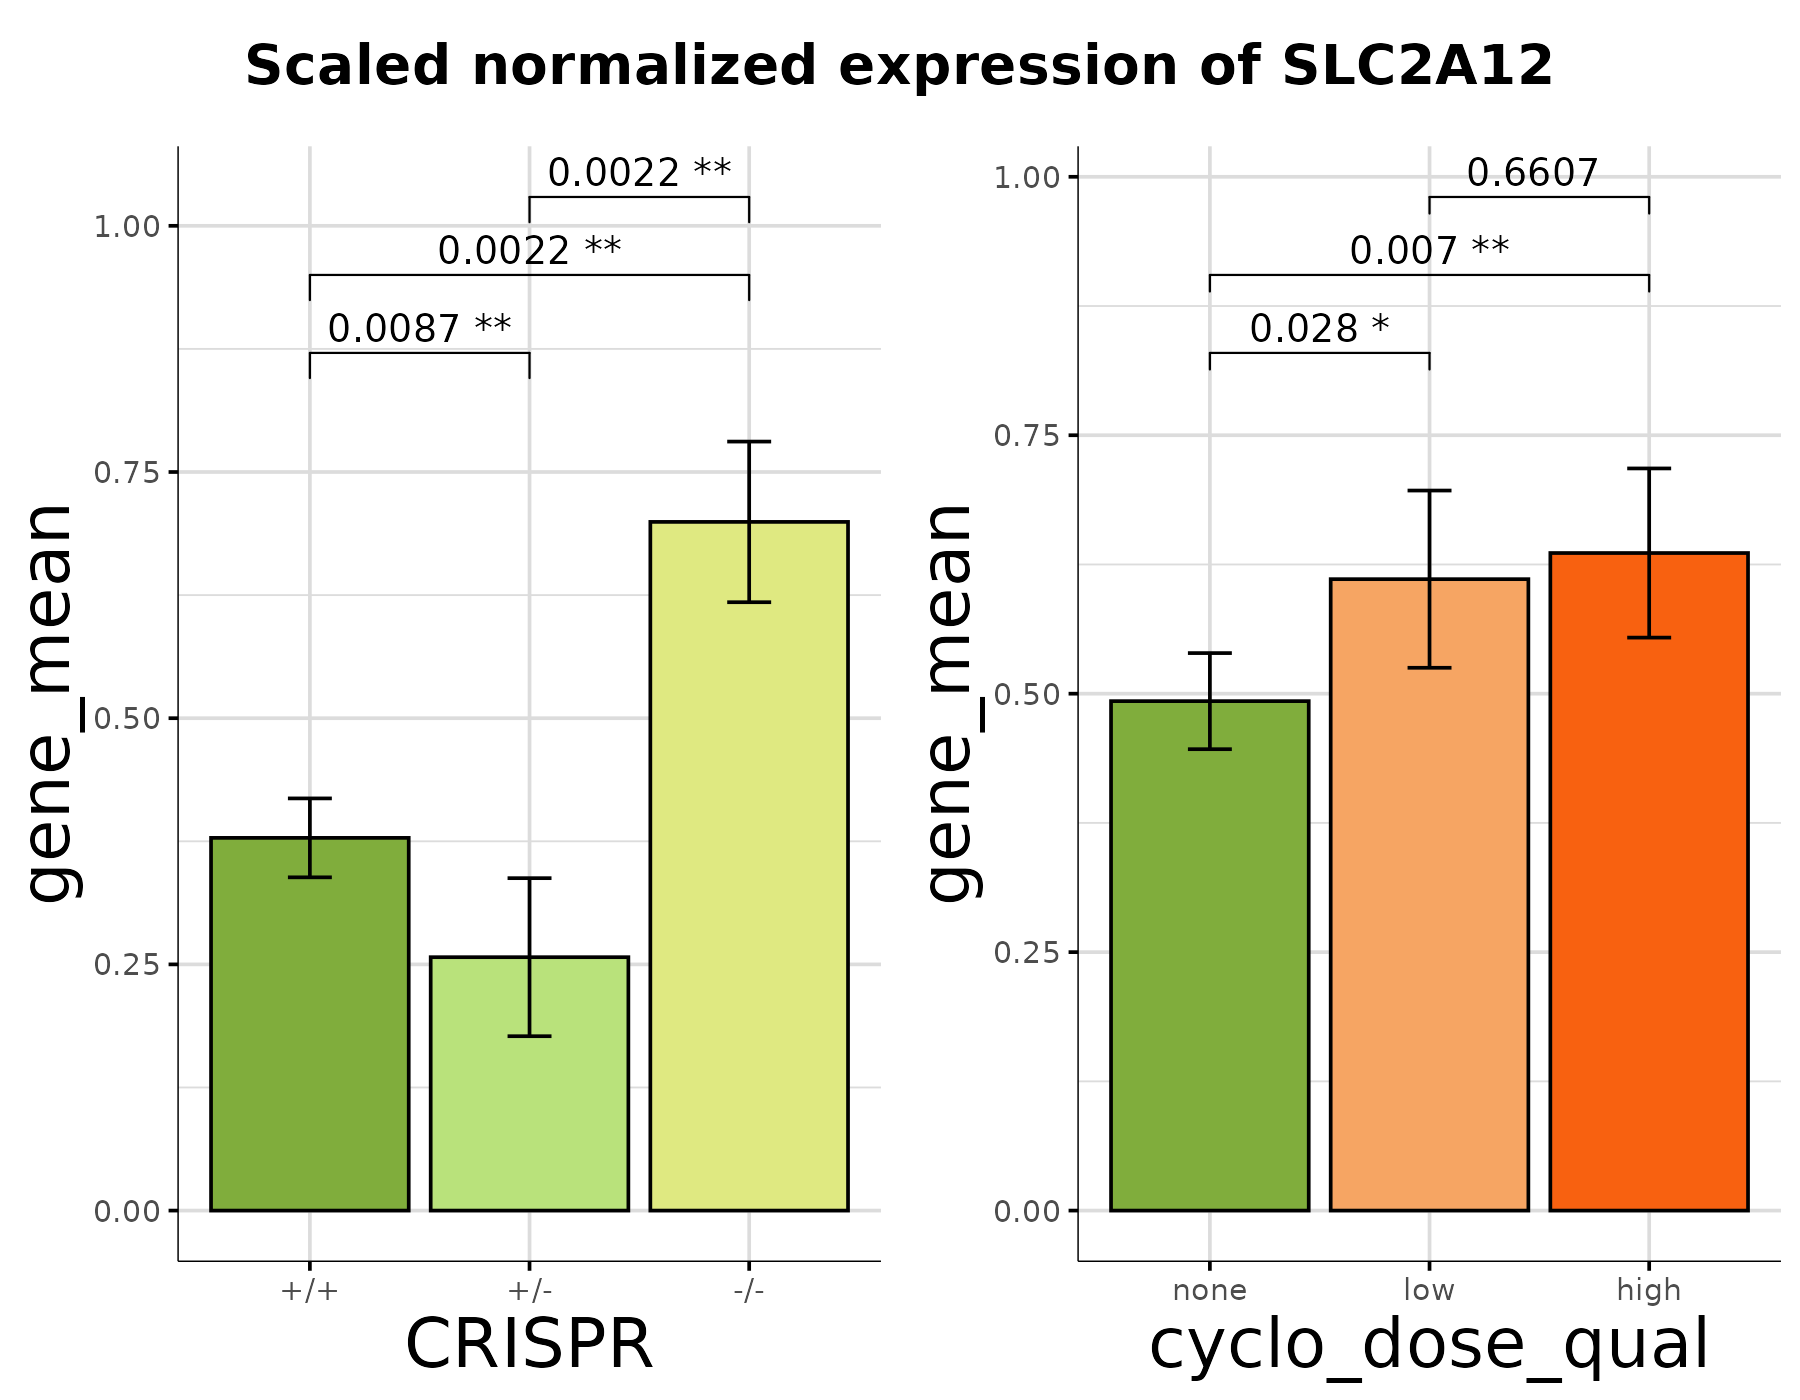 Scaled normalized expression of SLC2A12
gene_mean
1.00
0.75
0.50
0.25
0.00
0.0022 **
0.0022 **
0.0087 **
+/+ +/- -/-
CRISPR
gene_mean
1.00
0.75
0.50
0.25
0.00
0.6607
0.007 **
0.028 *
none low high
cyclo_dose_qual